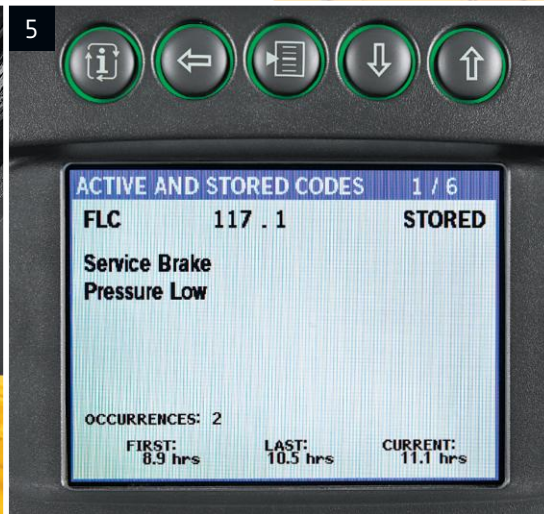 5
i
ACTIVE AND STORED CODES 1 / 6
FLC 117 . 1 STORED
Service Brake
Pressure Low
OCCURRENCES: 2
FIRST: LAST: CURRENT:
8.9 hrs 10.5 hrs 11.1 hrs